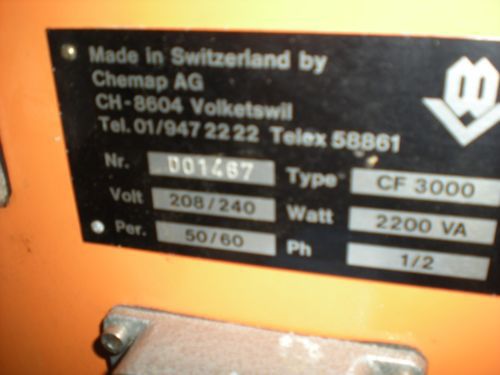 Made in Switzerland by
Chemap AG
CH-8604 Volketswil
Tel. 01/947 22 22 Telex 58861
Nr. 001467 Type CF 3000
Volt 208/240 Watt 2200 VA
Per. 50/60 Ph 1/2